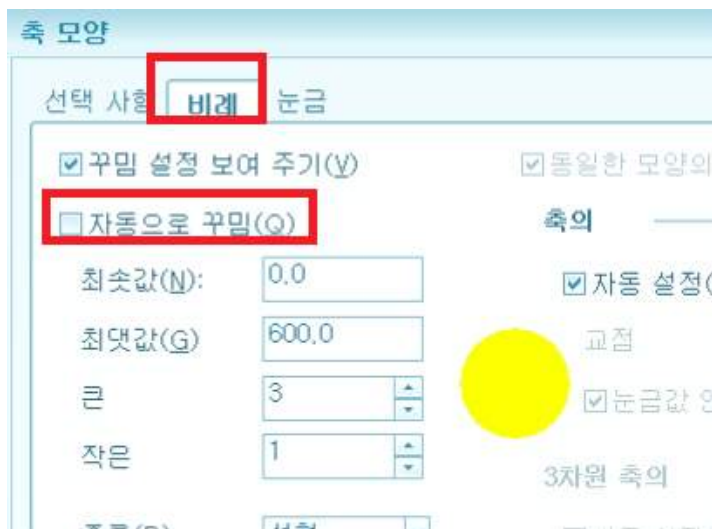 축 모양
선택 사항 비례 눈금
꾸밈 설정 보여 주기(V) 동일한 모양의
자동으로 꾸밈(Q) 축의
최솟값(N): 0.0 자동 설정(
최댓값(G) 600.0 교점
큰 3 눈금값
작은 1
3차원 축의
선형